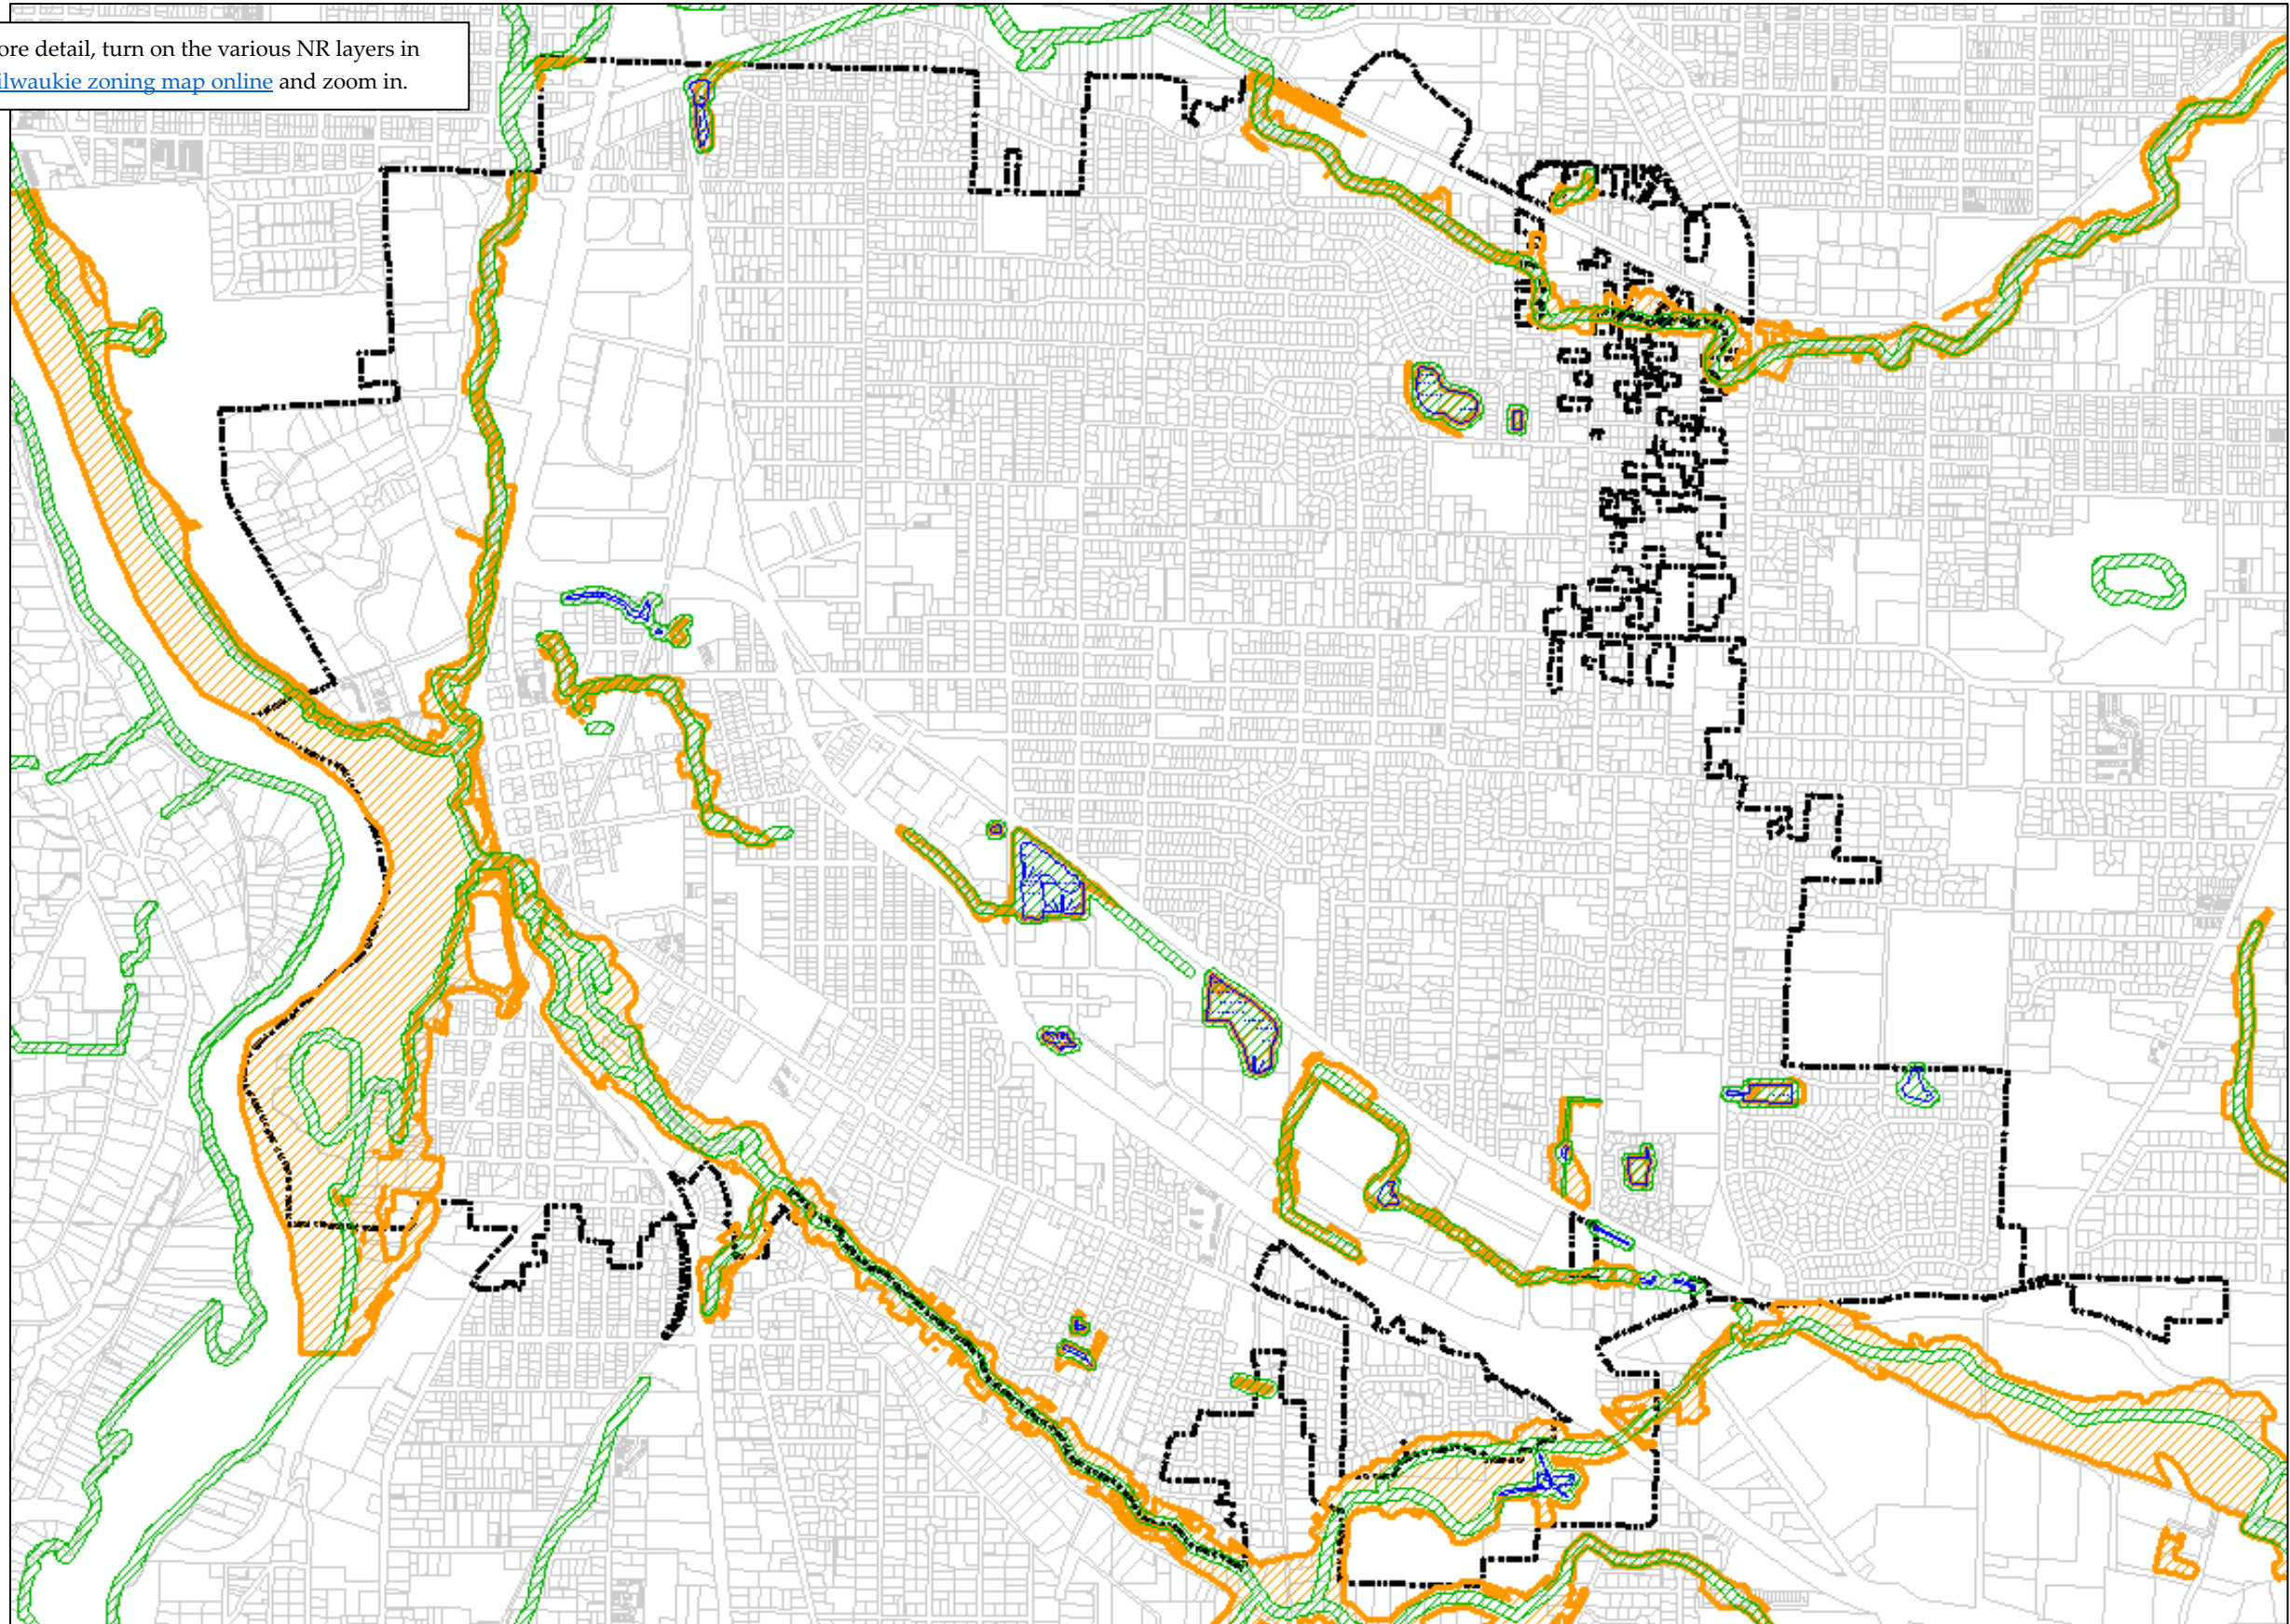 ore detail, turn on the various NR layers in
ilwaukie zoning map online and zoom in.